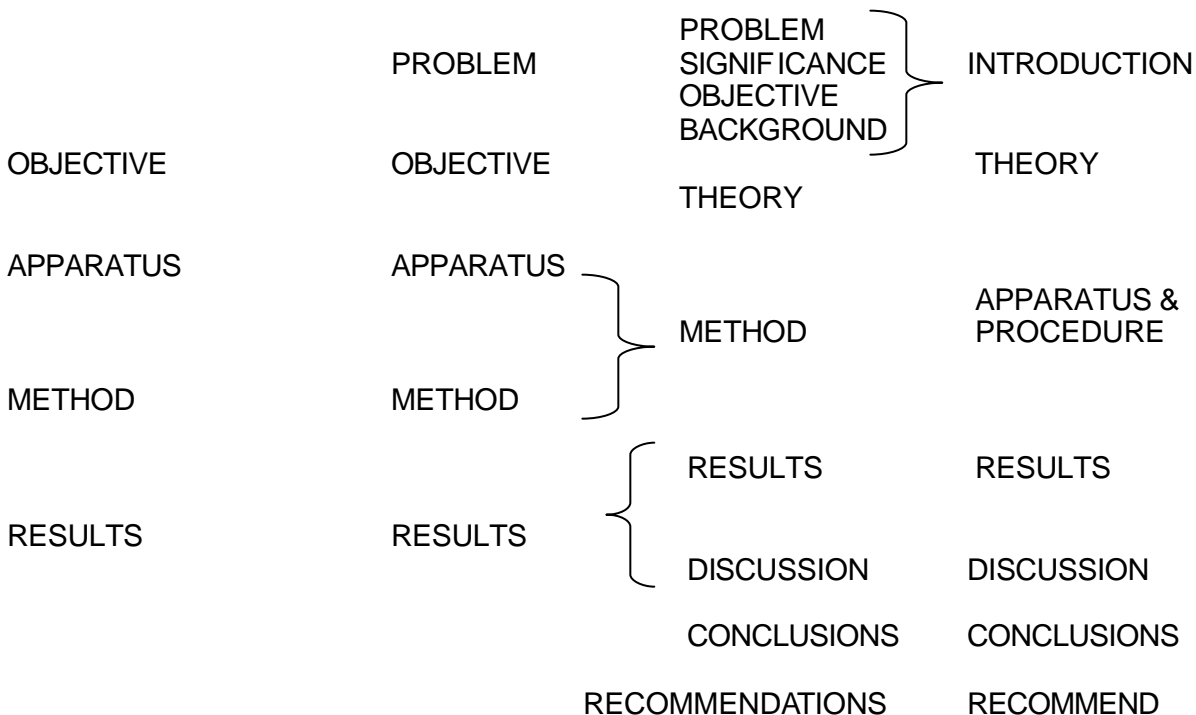 PROBLEM
PROBLEM SIGNIFICANCE INTRODUCTION
OBJECTIVE
BACKGROUND
OBJECTIVE OBJECTIVE THEORY
THEORY
APPARATUS APPARATUS
APPARATUS &
METHOD PROCEDURE
METHOD METHOD
RESULTS RESULTS
RESULTS RESULTS
DISCUSSION DISCUSSION
CONCLUSIONS CONCLUSIONS
RECOMMENDATIONS RECOMMEND